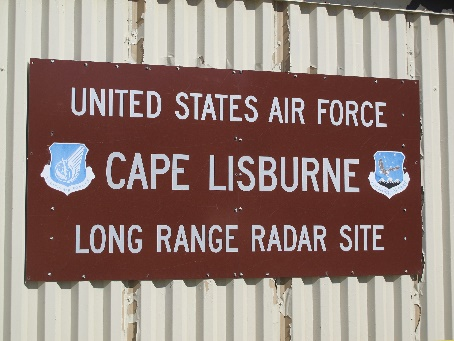 UNITED STATES AIR FORCE
CAPE LISBURNE
LONG RANGE RADAR SITE